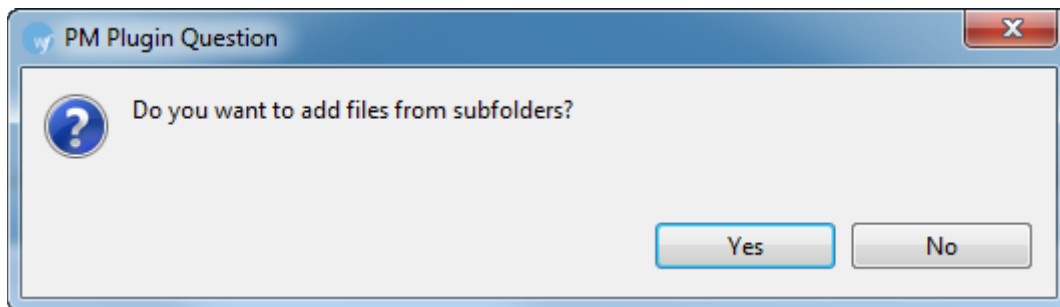 PM Plugin Question
Do you want to add files from subfolders?
Yes
No